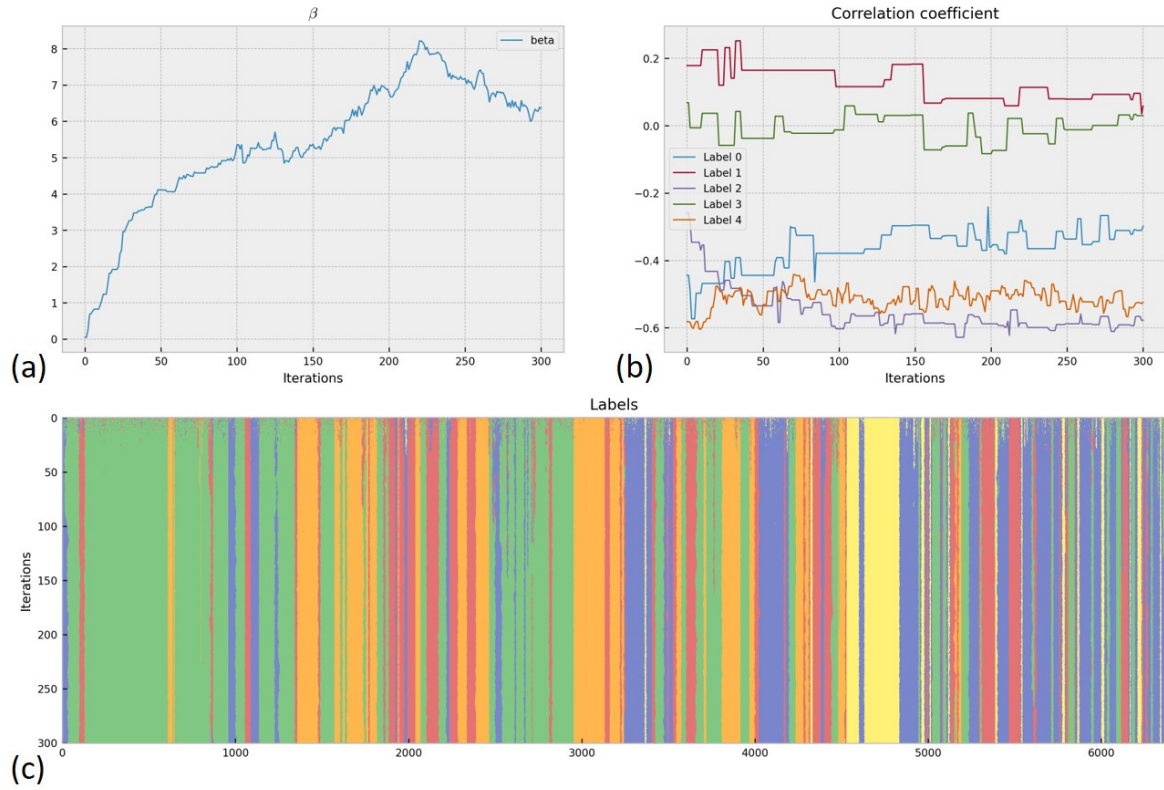 β
beta
8
7
6
5
4
3
2
1
0
0 50 100 150 200 250 300
Iterations
(a)
Correlation coefficient
0.2
0.0
−0.2
−0.4
−0.6
Label 0
Label 1
Label 2
Label 3
Label 4
0 50 100 150 200 250 300
Iterations
(b)
Labels
0
50
100
150
200
250
300
Iterations
0 1000 2000 3000 4000 5000 6000
(c)